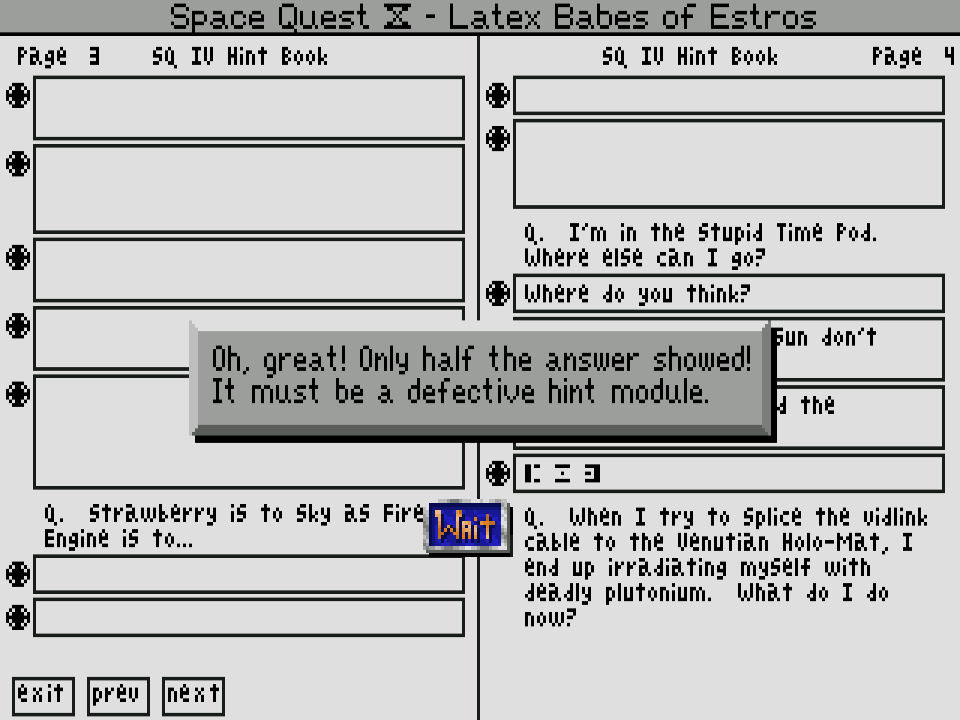 Space Quest X - Latex Babes of Estros
Page 3 SQ IV Hint Book
Q. Strawberry is to Sky as Fire
Engine is to...
exit prev next
SQ IV Hint Book Page 4
Q. I'm in the Stupid Time Pod.
Where else can I go?
Where do you think?
Sun don't
the
Q. When I try to splice the vidlink
cable to the Venutian Holo-Mat, I
end up irradiating myself with
deadly plutonium. What do I do
now?
Oh, great! Only half the answer showed!
It must be a defective hint module.
Wait